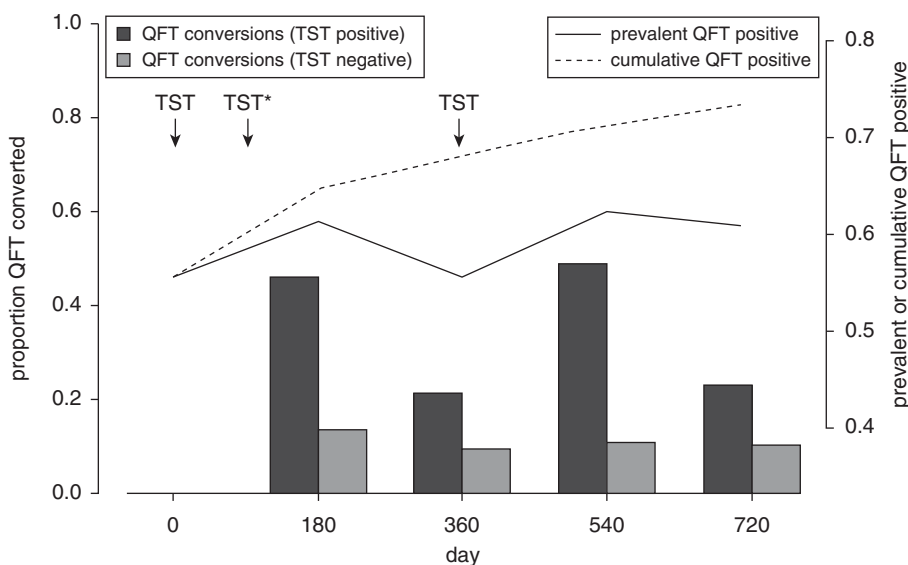 1.0
0.8
0.6
0.4
0.2
0.0
proportion QFT converted
QFT conversions (TST positive)
QFT conversions (TST negative)
prevalent QFT positive
cumulative QFT positive
TST
TST*
TST
0.8
0.7
0.6
0.5
0.4
prevalent or cumulative QFT positive
0
180
360
540
720
day